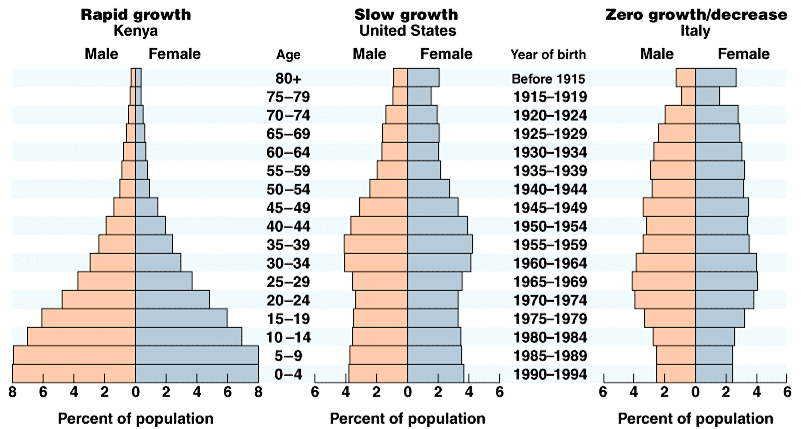 Rapid growth
Kenya
Male Female
Slow growth
United States
Male Female
Zero growth/decrease
Italy
Male Female
Age
Year of birth
80+ Before 1915
75–79 1915–1919
70–74 1920–1924
65–69 1925–1929
60–64 1930–1934
55–59 1935–1939
50–54 1940–1944
45–49 1945–1949
40–44 1950–1954
35–39 1955–1959
30–34 1960–1964
25–29 1965–1969
20–24 1970–1974
15–19 1975–1979
10–14 1980–1984
5–9 1985–1989
0–4 1990–1994
8 6 4 2 0 2 4 6 8
6 4 2 0 2 4 6
6 4 2 0 2 4 6
Percent of population
Percent of population
Percent of population